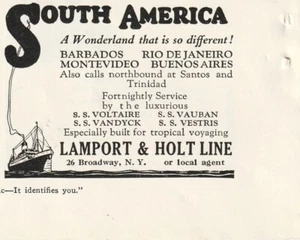 SOUTH AMERICA
A Wonderland that is so different!
BARBADOS RIO DE JANEIRO
MONTEVIDEO BUENOS AIRES
Also calls northbound at Santos and
Trinidad
Fortnightly Service
by the luxurious
S. S. VOLTAIRE S. S. VAUBAN
S. S. VANDYCK S. S. VESTRIS
Especially built for tropical voyaging
LAMPORT & HOLT LINE
26 Broadway, N. Y. or local agent
c—It identifies you."